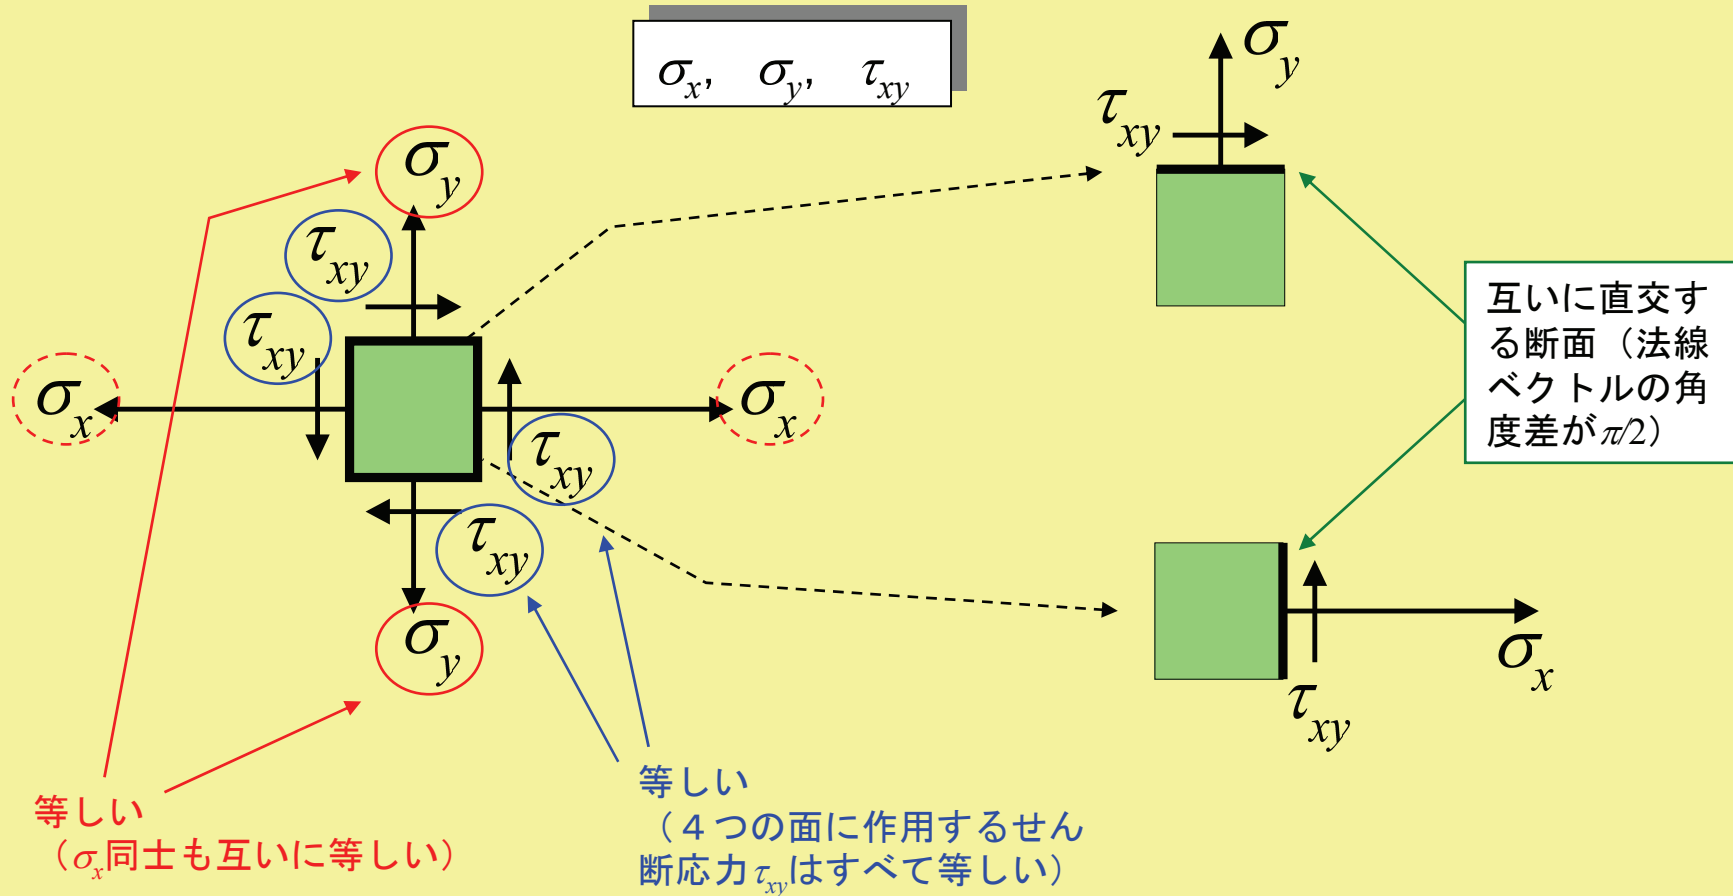 σx, σy, τxy
σy
τxy
σy
τxy
τxy
σx
σx
τxy
τxy
σy
互いに直交す
る断面（法線
ベクトルの角
度差がπ/2）
σx
τxy
等しい
（σx同士も互いに等しい）
等しい
（４つの面に作用するせん
断応力τxyはすべて等しい）